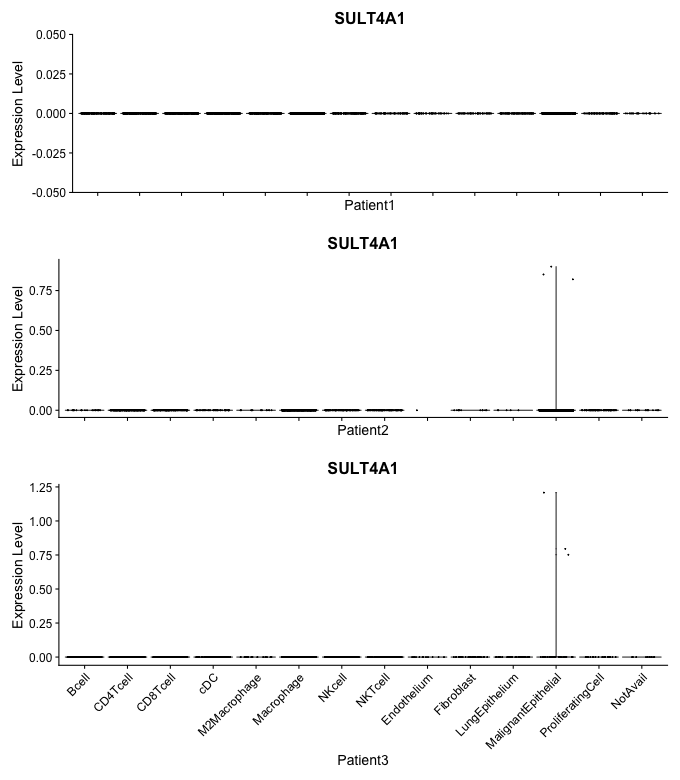 SULT4A1
0.050
0.025
0.000
-0.025
-0.050
Expression Level
Patient1
SULT4A1
0.75
0.50
0.25
0.00
Expression Level
Patient2
SULT4A1
1.25
1.00
0.75
0.50
0.25
0.00
Expression Level
Bcell
CD4Tcell
CD8Tcell
cDC
M2Macrophage
Macrophage
NKcell
NKTcell
Endothelium
Fibroblast
LungEpithelium
MalignantEpithelial
ProliferatingCell
NotAvail
Patient3